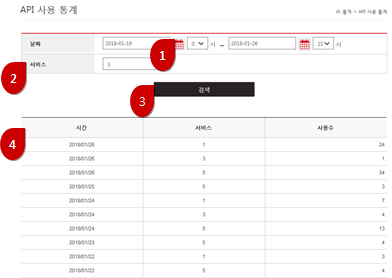 API 사용 통계
통계 > API 사용 통계
날짜 2018-01-19 0 시 ~ 2018-01-26 23 시
1
서비스 1
2
검색
3
4
시간 서비스 사용수
2018/01/26 1 24
2018/01/26 3 1
2018/01/26 5 34
2018/01/25 5 3
2018/01/24 1 7
2018/01/24 3 4
2018/01/24 5 13
2018/01/23 5 4
2018/01/22 1 3
2018/01/22 5 4